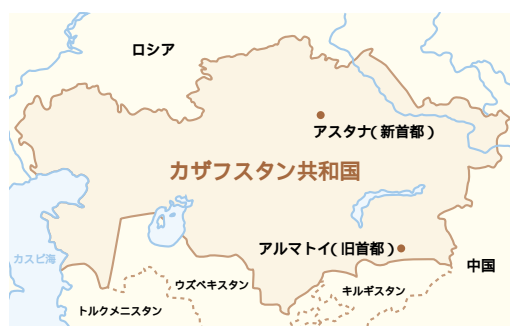 ロシア
アスタナ(新首都)
カザフスタン共和国
アルマトイ(旧首都)
カスピ海
中国
ウズベキスタン
キルギスタン
トルクメニスタン